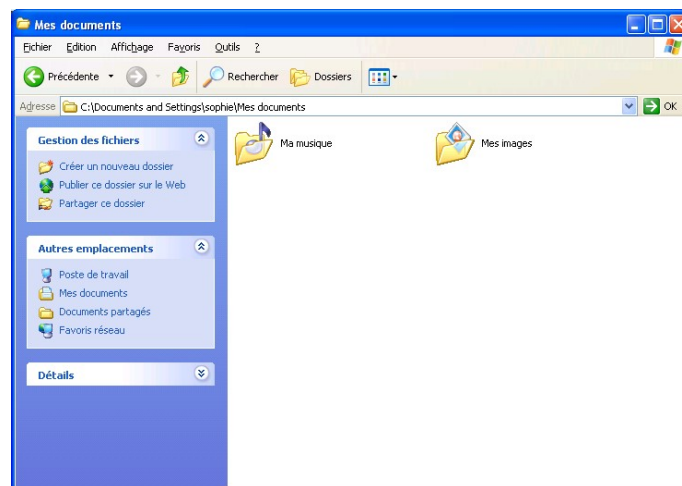 Mes documents
Fichier Edition Affichage Favoris Outils ?
Précédente Rechercher Dossiers
Adresse C:\Documents and Settings\sophie\Mes documents OK
Gestion des fichiers
Créer un nouveau dossier
Publier ce dossier sur le Web
Partager ce dossier
Autres emplacements
Poste de travail
Mes documents
Documents partagés
Favoris réseau
Détails
Ma musique
Mes images